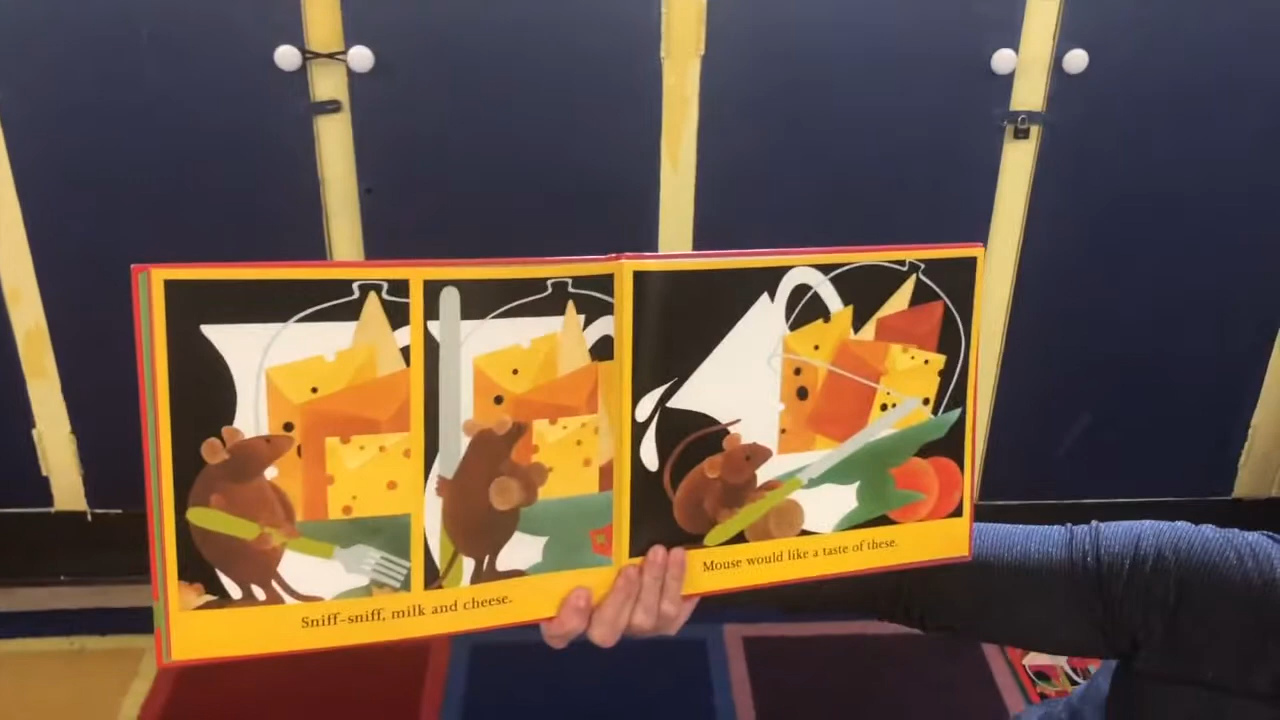 Sniff-sniff, milk and cheese.
Mouse would like a taste of these.